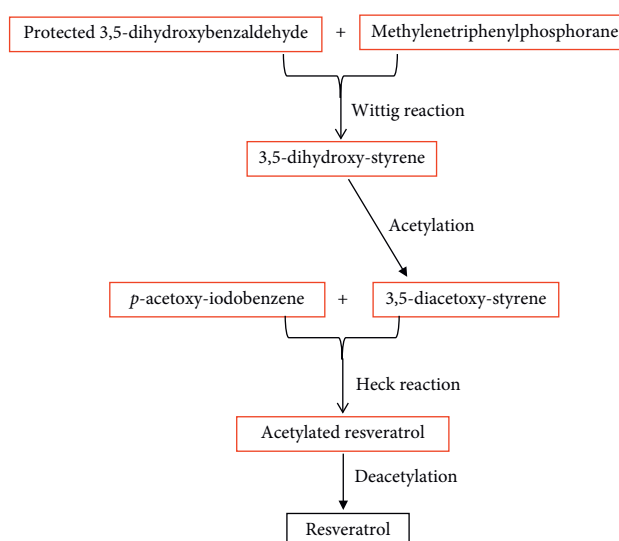 Protected 3,5-dihydroxybenzaldehyde + Methylenetriphenylphosphorane
Wittig reaction
3,5-dihydroxy-styrene
Acetylation
p-acetoxy-iodobenzene + 3,5-diacetoxy-styrene
Heck reaction
Acetylated resveratrol
Deacetylation
Resveratrol